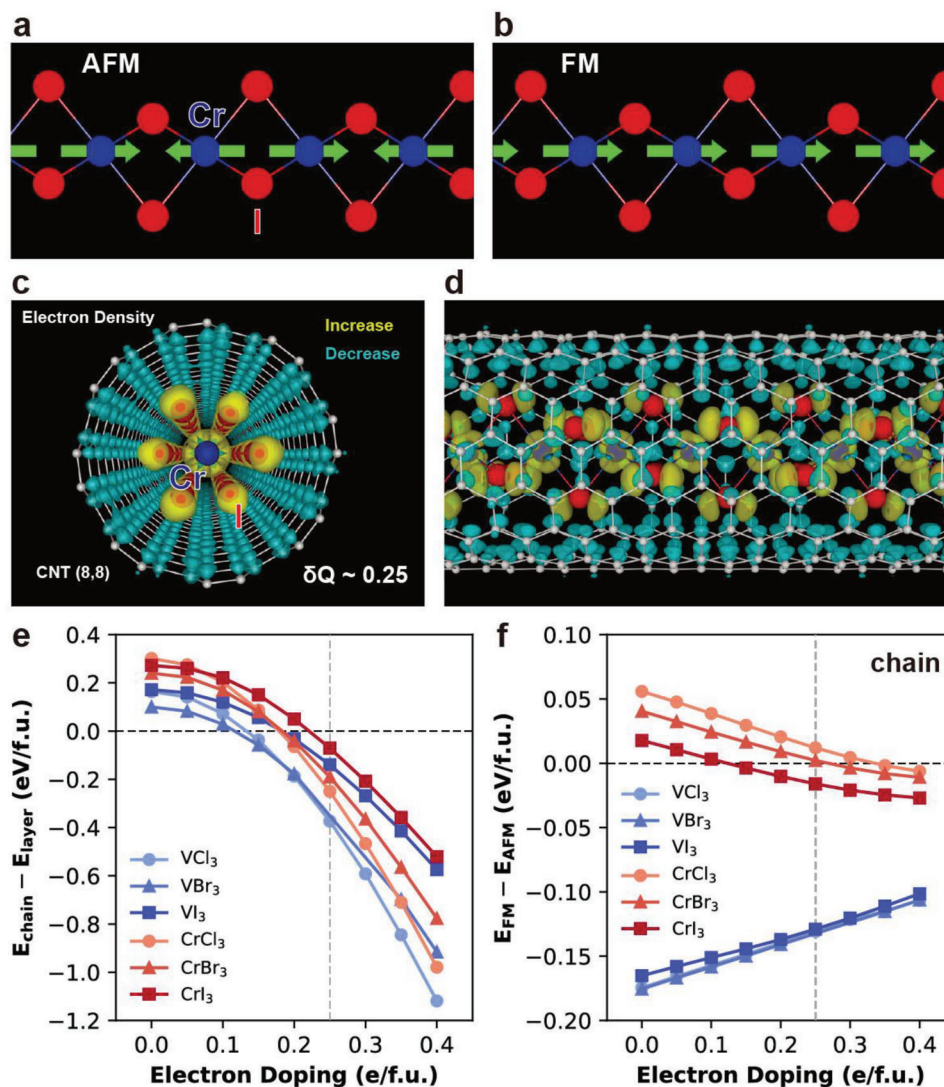 a
AFM
Cr
I
b
FM
c
Electron Density
Increase
Decrease
Cr
I
CNT (8,8)
δQ ~ 0.25
d
e
0.4
0.2
0.0
−0.2
−0.4
−0.6
−0.8
−1.0
−1.2
E_chain − E_layer (eV/f.u.)
VCl₃
VBr₃
VI₃
CrCl₃
CrBr₃
CrI₃
0.0 0.1 0.2 0.3 0.4
Electron Doping (e/f.u.)
f
chain
0.10
0.05
0.00
−0.05
−0.10
−0.15
−0.20
E_FM − E_AFM (eV/f.u.)
VCl₃
VBr₃
VI₃
CrCl₃
CrBr₃
CrI₃
0.0 0.1 0.2 0.3 0.4
Electron Doping (e/f.u.)